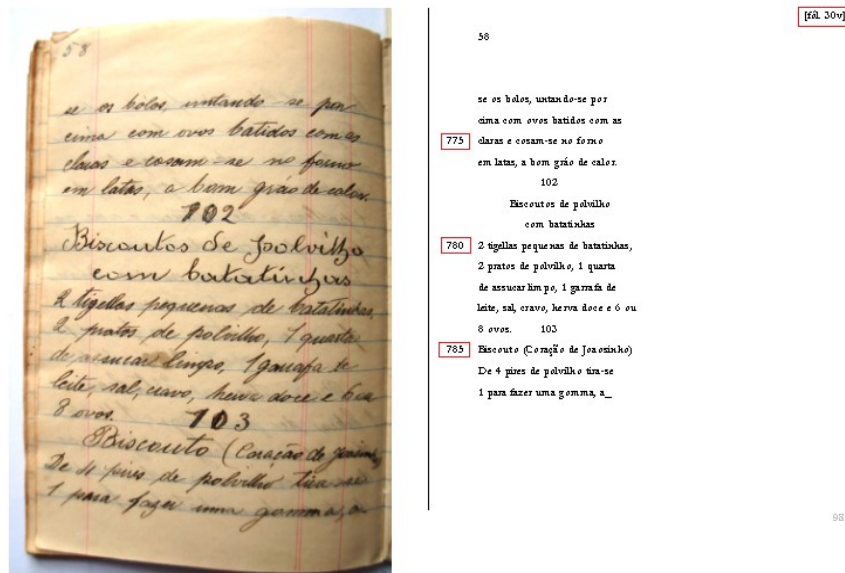 58
se os bolos, untando-se por
cima com ovos batidos com as
claras e cosam-se no forno
em latas, a bom gráo de calor.
102
Biscoutos de polvilho
com batatinhas
2 tigellas pequenas de batatinhas,
2 pratos de polvilho, 1 quarta
de assucar limpo, 1 garrafa de
leite, sal, cravo, herva doce e 6 ou
8 ovos.
103
Biscouto (Coração de Joaosinho)
De 4 pires de polvilho tira-se
1 para fazer uma gomma, a
[fól. 30v]
58
se os bolos, untando-se por
cima com ovos batidos com as
775 claras e cosam-se no forno
em latas, a bom gráo de calor.
102
Biscoutos de polvilho
com batatinhas
780 2 tigellas pequenas de batatinhas,
2 pratos de polvilho, 1 quarta
de assucar limpo, 1 garrafa de
leite, sal, cravo, herva doce e 6 ou
8 ovos. 103
785 Biscouto (Coração de Joaosinho)
De 4 pires de polvilho tira-se
1 para fazer uma gomma, a_
98